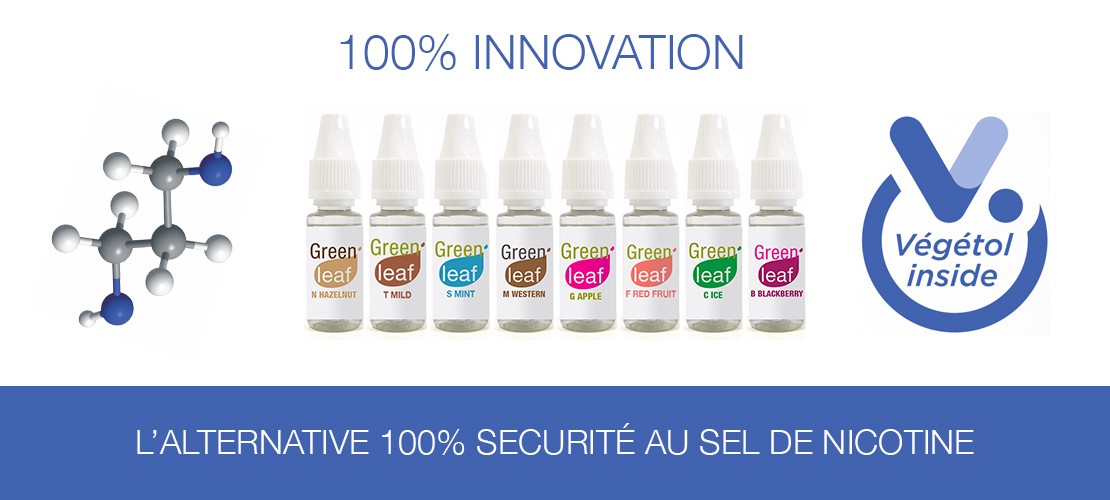 100% INNOVATION
Green
leaf
N HAZELNUT
Green
leaf
T MILD
Green
leaf
S MINT
Green
leaf
M WESTERN
Green
leaf
G APPLE
Green
leaf
F RED FRUIT
Green
leaf
C ICE
Green
leaf
B BLACKBERRY
Végétol
inside
L’ALTERNATIVE 100% SECURITÉ AU SEL DE NICOTINE